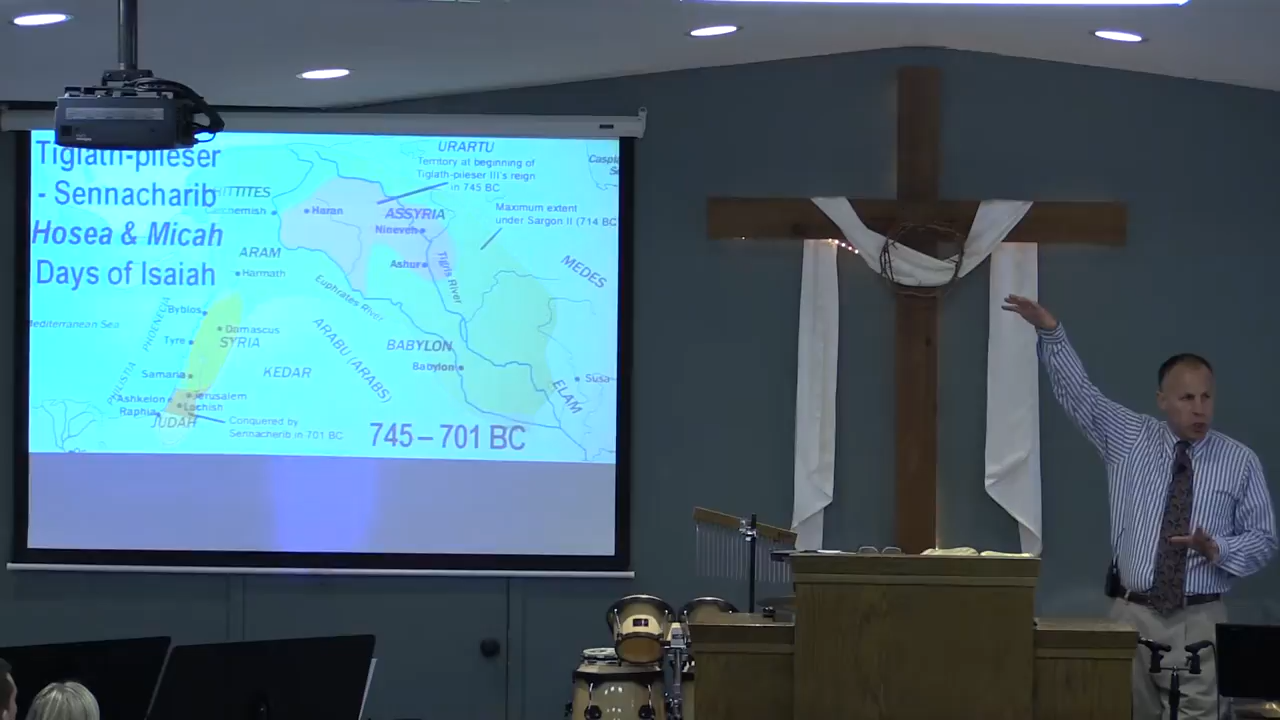 Tiglath-pileser
- Sennacharib
Hosea & Micah
Days of Isaiah
URARTU
Territory at beginning of
Tiglath-pileser III's reign
in 745 BC
HITTITES
Haran
ASSYRIA
Nineveh
Maximum extent
under Sargon II (714 BC
ARAM
Ashur
Harmath
Tigris River
MEDES
Euphrates River
Byblos
PHOENECIA
Mediterranean Sea
Damascus
Tyre
SYRIA
ARABU (ARABS)
BABYLON
Babylon
KEDAR
Samaria
ELAM
Susa
PHILISTIA
Ashkelon
Jerusalem
Raphia
Lachish
JUDAH
Conquered by
Sennacherib in 701 BC
745 – 701 BC